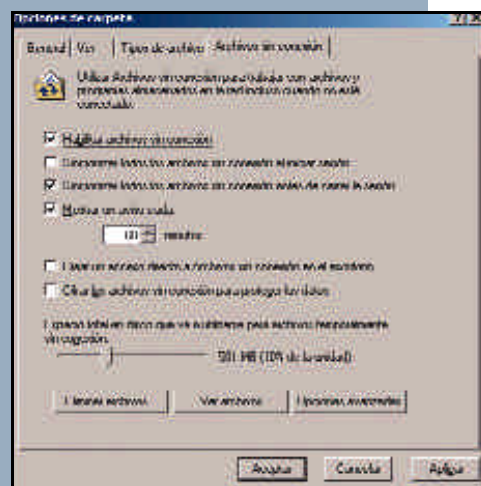 Opciones de carpeta
General Ver Tipos de archivo Archivos sin conexión
Utilice Archivos sin conexión para trabajar con archivos y
programas almacenados en la red incluso cuando no esté
conectado.
Habilitar archivos sin conexión
Sincronizar todos los archivos sin conexión al iniciar sesión
Sincronizar todos los archivos sin conexión antes de cerrar la sesión
Mostrar un aviso cada:
minutos
Crear un acceso directo a Archivos sin conexión en el escritorio
Cifrar los archivos sin conexión para proteger los datos
Espacio total en disco que va a utilizarse para archivos temporalmente
sin conexión:
MB (10% de la unidad)
Eliminar archivos Ver archivos Opciones avanzadas
Aceptar Cancelar Aplicar